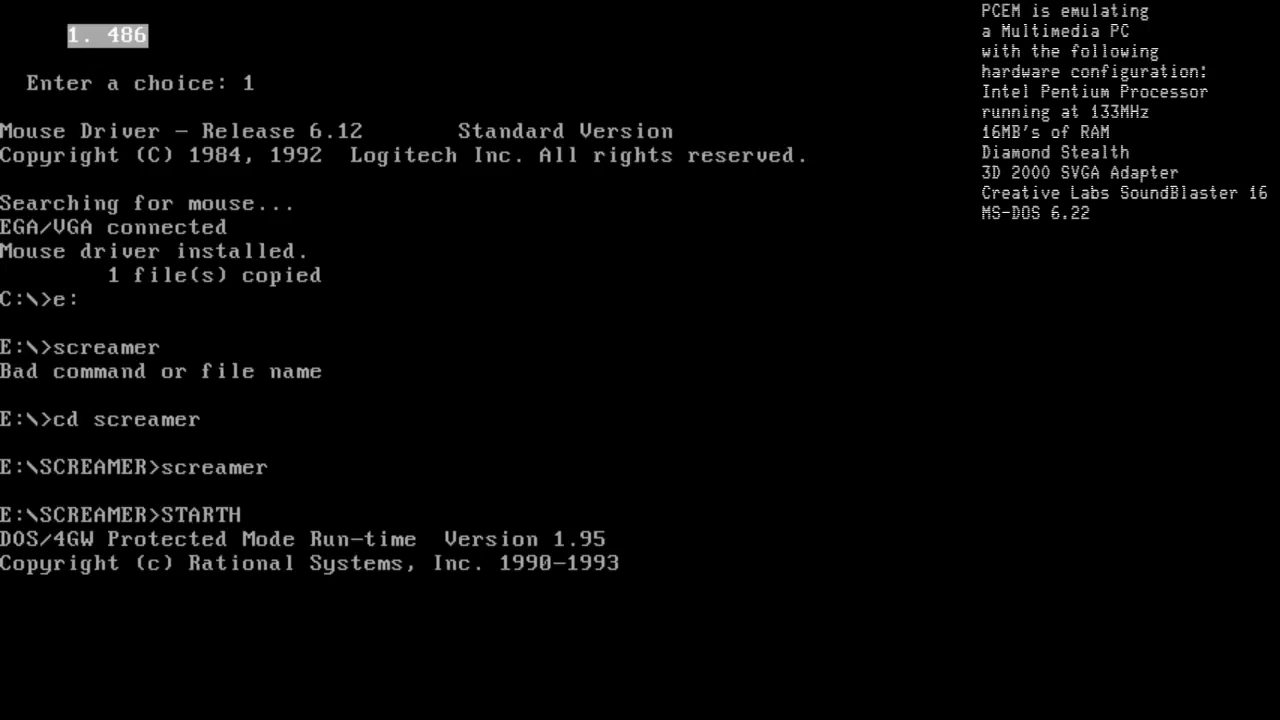 1. 486
Enter a choice: 1
Mouse Driver – Release 6.12 Standard Version
Copyright (C) 1984, 1992 Logitech Inc. All rights reserved.
Searching for mouse...
EGA/VGA connected
Mouse driver installed.
1 file(s) copied
C:\>e:
E:\>screamer
Bad command or file name
E:\>cd screamer
E:\SCREAMER>screamer
E:\SCREAMER>STARTH
DOS/4GW Protected Mode Run-time Version 1.95
Copyright (c) Rational Systems, Inc. 1990-1993
PCEM is emulating
a Multimedia PC
with the following
hardware configuration:
Intel Pentium Processor
running at 133MHz
16MB's of RAM
Diamond Stealth
3D 2000 SVGA Adapter
Creative Labs SoundBlaster 16
MS-DOS 6.22